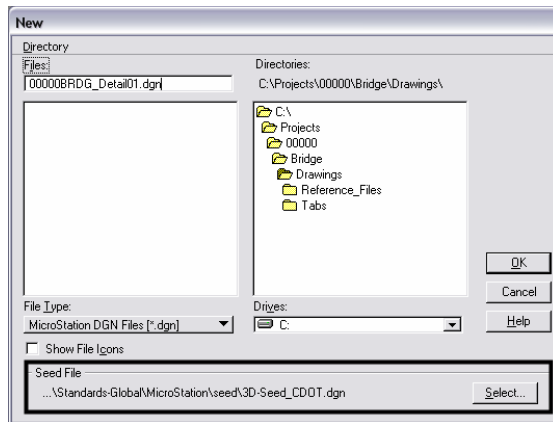 New
Directory
Files:
00000BRDG_Detail01.dgn
Directories:
C:\Projects\00000\Bridge\Drawings\
C:\
Projects
00000
Bridge
Drawings
Reference_Files
Tabs
OK
Cancel
Help
File Type:
MicroStation DGN Files [*.dgn]
Drives:
C:
Show File Icons
Seed File
...\Standards-Global\MicroStation\seed\3D-Seed_CDOT.dgn
Select...